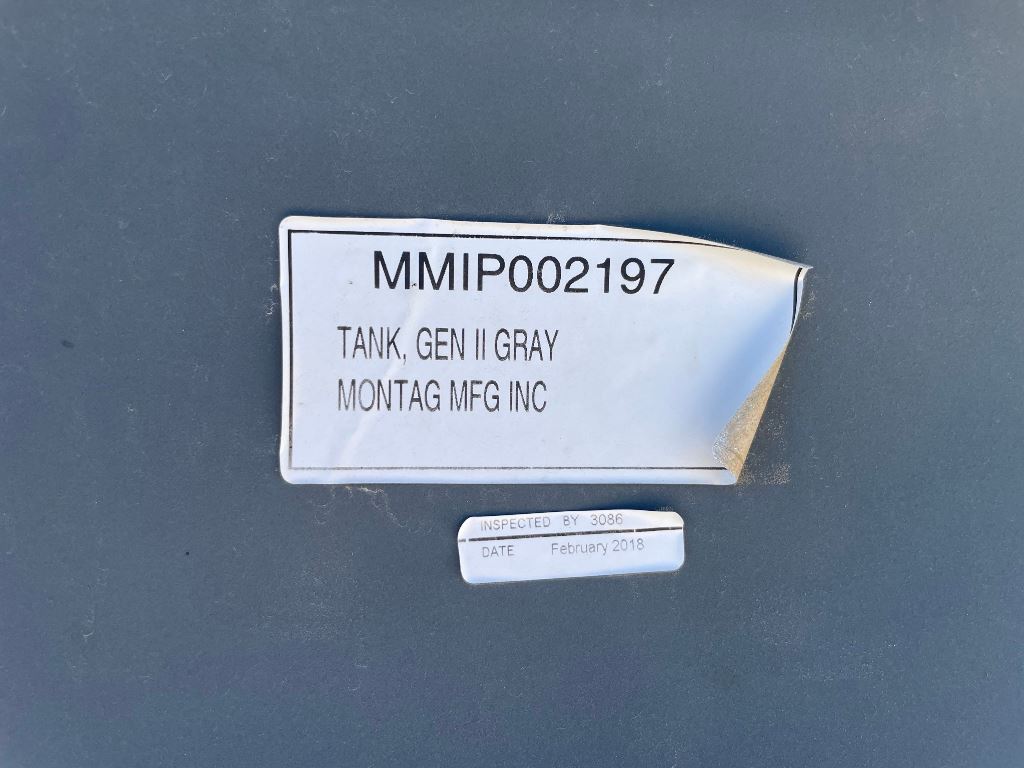 MMIP002197
TANK, GEN II GRAY
MONTAG MFG INC
INSPECTED BY 3086
DATE February 2018